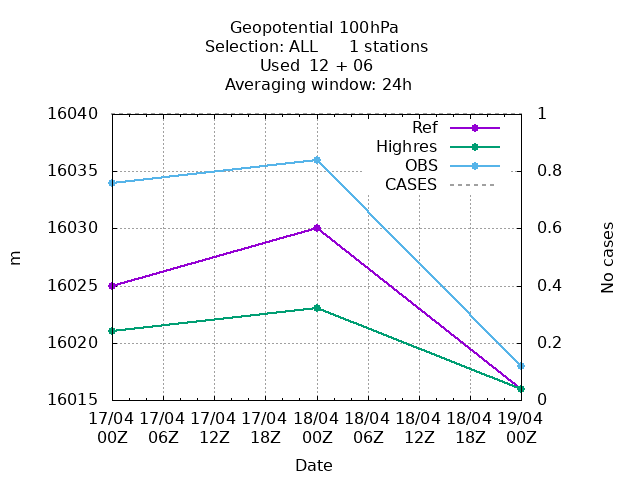 Geopotential 100hPa
Selection: ALL 1 stations
Used 12 + 06
Averaging window: 24h
16040
16035
16030
16025
16020
16015
m
1
0.8
0.6
0.4
0.2
0
No cases
Ref
Highres
OBS
CASES
17/04 17/04 17/04 17/04 18/04 18/04 18/04 18/04 19/04
00Z 06Z 12Z 18Z 00Z 06Z 12Z 18Z 00Z
Date